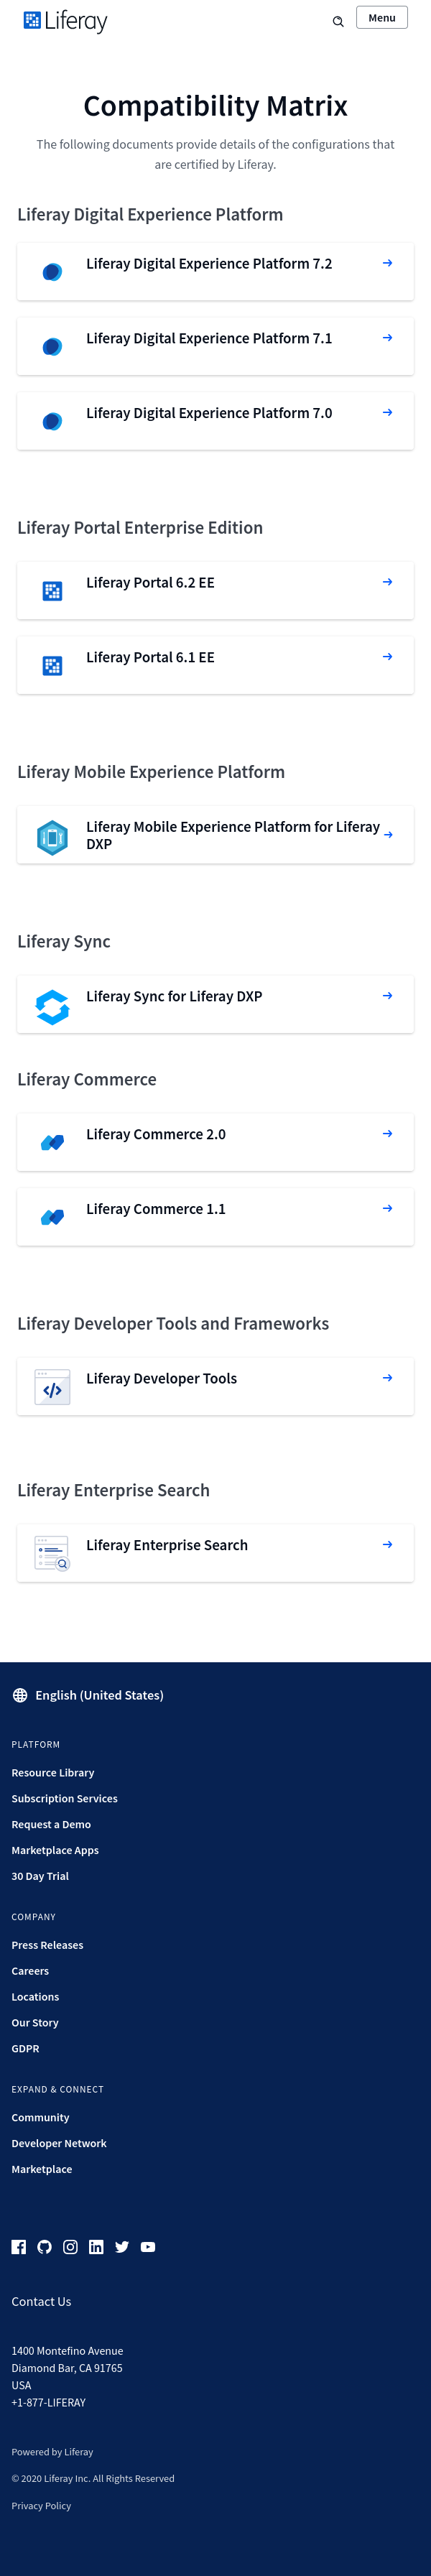 Liferay
Menu
Compatibility Matrix
The following documents provide details of the configurations that
are certified by Liferay.
Liferay Digital Experience Platform
Liferay Digital Experience Platform 7.2
Liferay Digital Experience Platform 7.1
Liferay Digital Experience Platform 7.0
Liferay Portal Enterprise Edition
Liferay Portal 6.2 EE
Liferay Portal 6.1 EE
Liferay Mobile Experience Platform
Liferay Mobile Experience Platform for Liferay
DXP
Liferay Sync
Liferay Sync for Liferay DXP
Liferay Commerce
Liferay Commerce 2.0
Liferay Commerce 1.1
Liferay Developer Tools and Frameworks
Liferay Developer Tools
Liferay Enterprise Search
Liferay Enterprise Search
English (United States)
PLATFORM
Resource Library
Subscription Services
Request a Demo
Marketplace Apps
30 Day Trial
COMPANY
Press Releases
Careers
Locations
Our Story
GDPR
EXPAND & CONNECT
Community
Developer Network
Marketplace
Contact Us
1400 Montefino Avenue
Diamond Bar, CA 91765
USA
+1-877-LIFERAY
Powered by Liferay
© 2020 Liferay Inc. All Rights Reserved
Privacy Policy